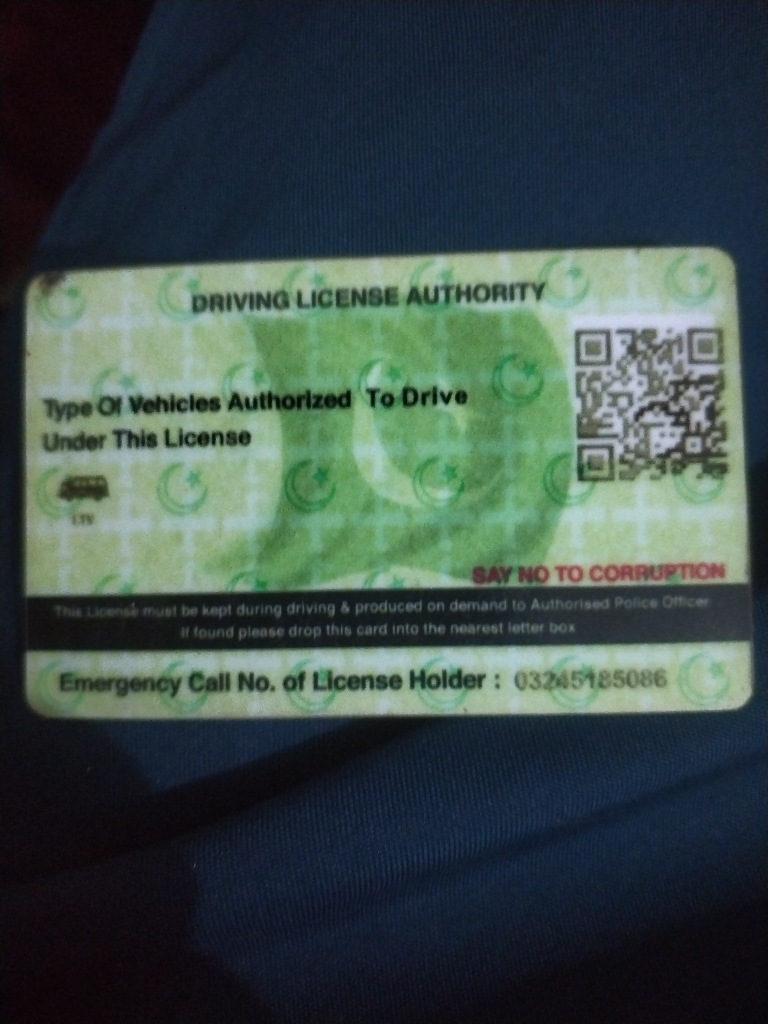 DRIVING LICENSE AUTHORITY
Type Of Vehicles Authorized To Drive
Under This License
LTV
SAY NO TO CORRUPTION
This License must be kept during driving & produced on demand to Authorised Police Officer
If found please drop this card into the nearest letter box
Emergency Call No. of License Holder : 03245185086